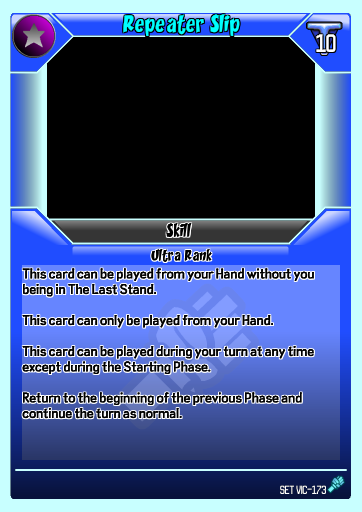 Repeater Slip
10
Skill
Ultra Rank
This card can be played from your Hand without you
being in The Last Stand.
This card can only be played from your Hand.
This card can be played during your turn at any time
except during the Starting Phase.
Return to the beginning of the previous Phase and
continue the turn as normal.
SET VIC-173